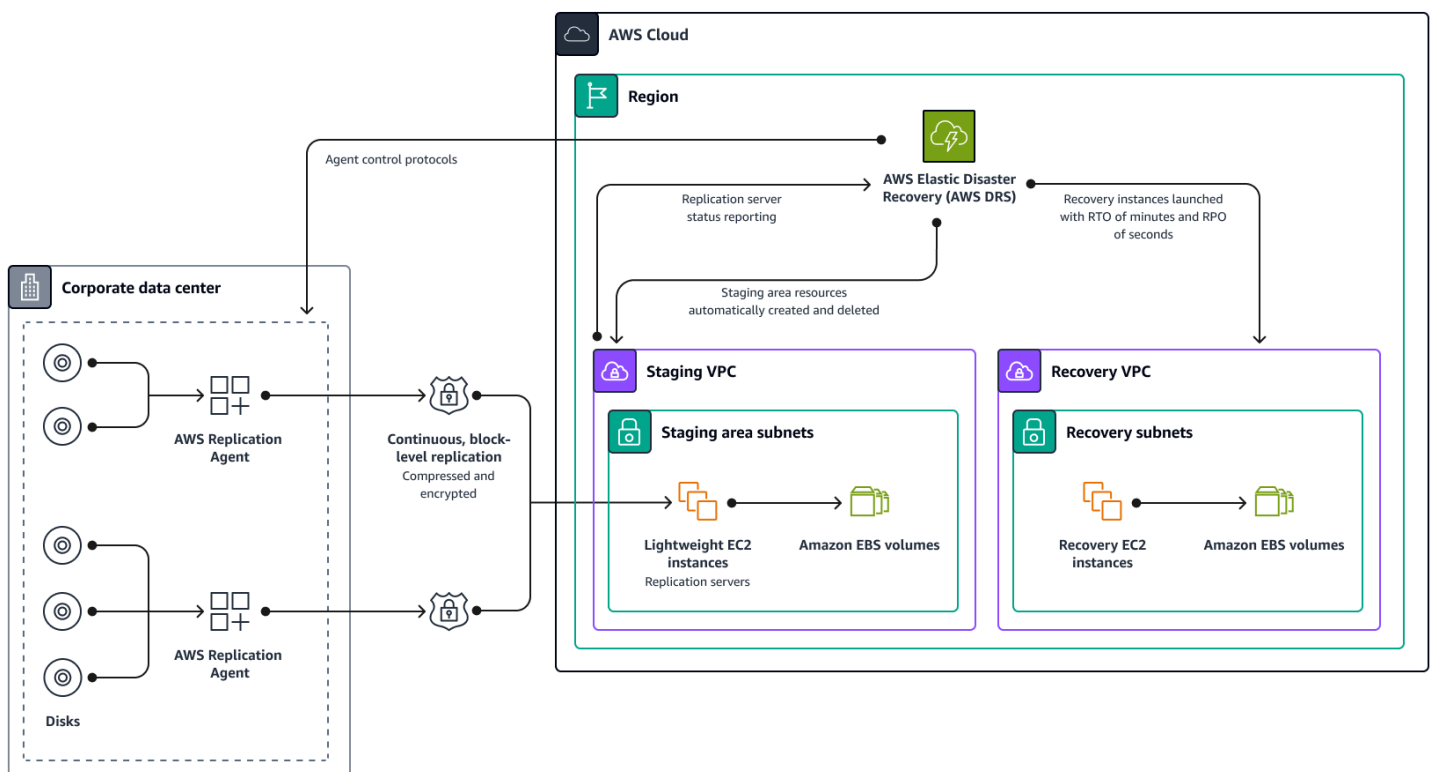 AWS Cloud
Region
Agent control protocols
AWS Elastic Disaster
Recovery (AWS DRS)
Replication server
status reporting
Recovery instances launched
with RTO of minutes and RPO
of seconds
Staging area resources
automatically created and deleted
Corporate data center
AWS Replication
Agent
Continuous, block-
level replication
Compressed and
encrypted
AWS Replication
Agent
Disks
Staging VPC
Staging area subnets
Lightweight EC2
instances
Replication servers
Amazon EBS volumes
Recovery VPC
Recovery subnets
Recovery EC2
instances
Amazon EBS volumes